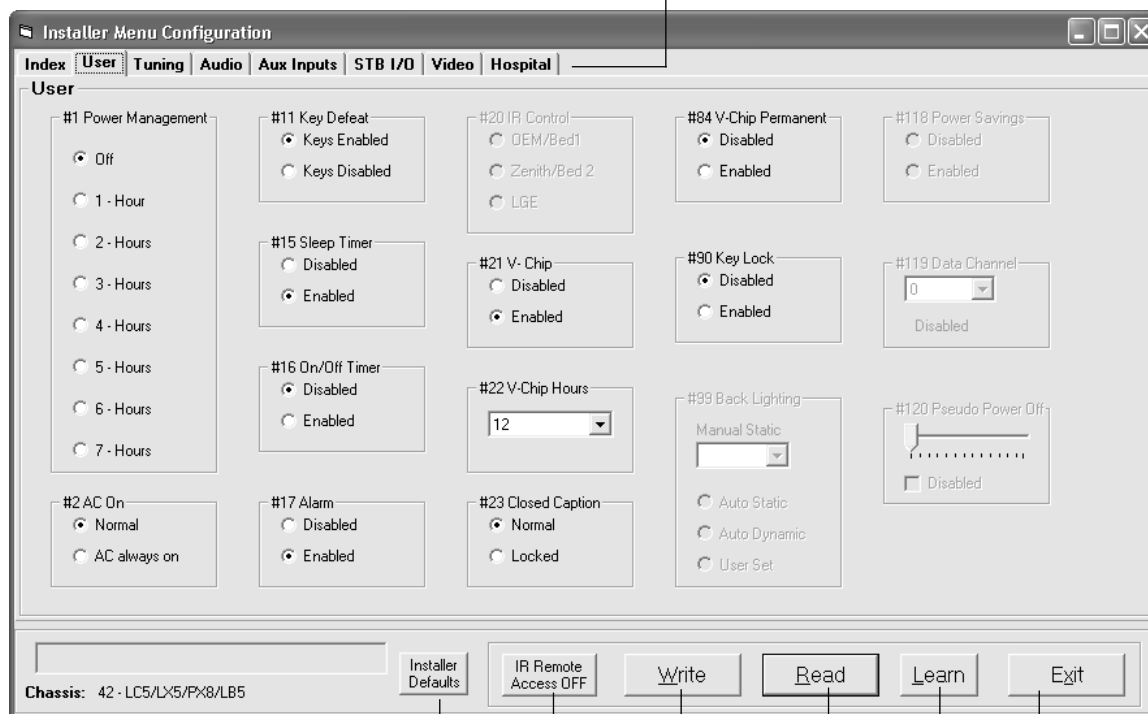 Installer Menu Configuration
Index User Tuning Audio Aux Inputs STB I/O Video Hospital
User
#1 Power Management
Off
1 - Hour
2 - Hours
3 - Hours
4 - Hours
5 - Hours
6 - Hours
7 - Hours
#2 AC On
Normal
AC always on
#11 Key Defeat
Keys Enabled
Keys Disabled
#15 Sleep Timer
Disabled
Enabled
#16 On/Off Timer
Disabled
Enabled
#17 Alarm
Disabled
Enabled
#20 IR Control
OEM/Bed1
Zenith/Bed 2
LGE
#21 V- Chip
Disabled
Enabled
#22 V-Chip Hours
12
#23 Closed Caption
Normal
Locked
#84 V-Chip Permanent
Disabled
Enabled
#90 Key Lock
Disabled
Enabled
#99 Back Lighting
Manual Static
Auto Static
Auto Dynamic
User Set
#118 Power Savings
Disabled
Enabled
#119 Data Channel
0
Disabled
#120 Pseudo Power Off
Disabled
Chassis: 42 - LC5/LX5/PX8/LB5
Installer
Defaults
IR Remote
Access OFF
Write
Read
Learn
Exit